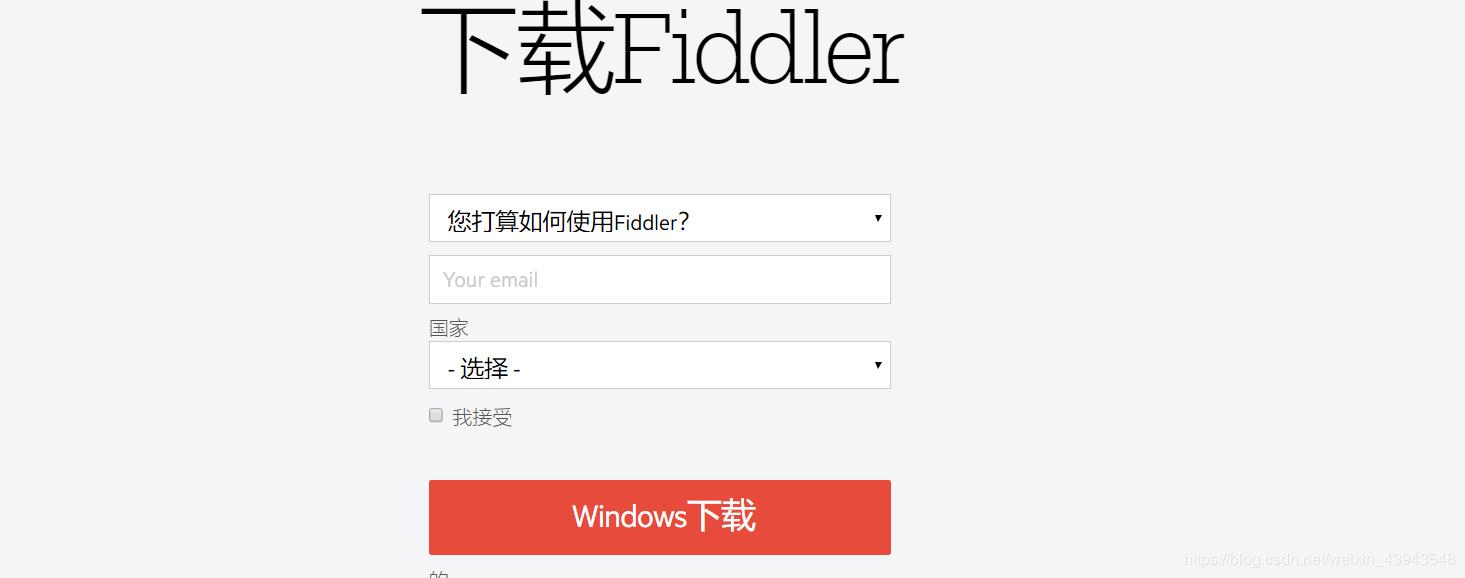 下载Fiddler
您打算如何使用Fiddler?
Your email
国家
- 选择 -
我接受
Windows下载
的
https://blog.csdn.net/weixin_43943548